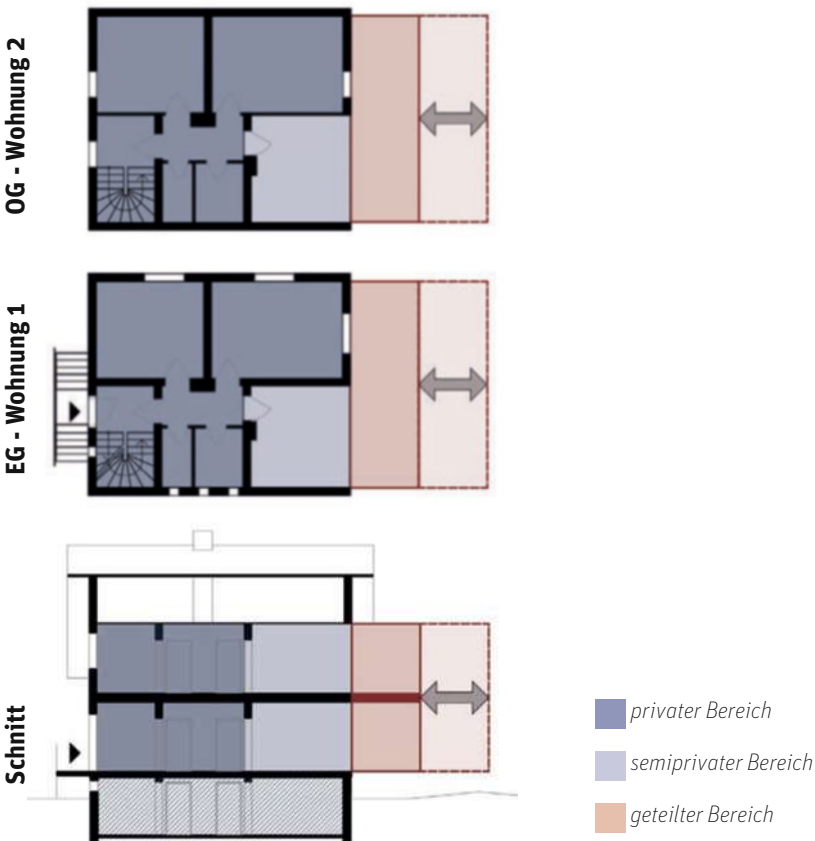 OG - Wohnung 2
EG - Wohnung 1
Schnitt
privater Bereich
semiprivater Bereich
geteilter Bereich